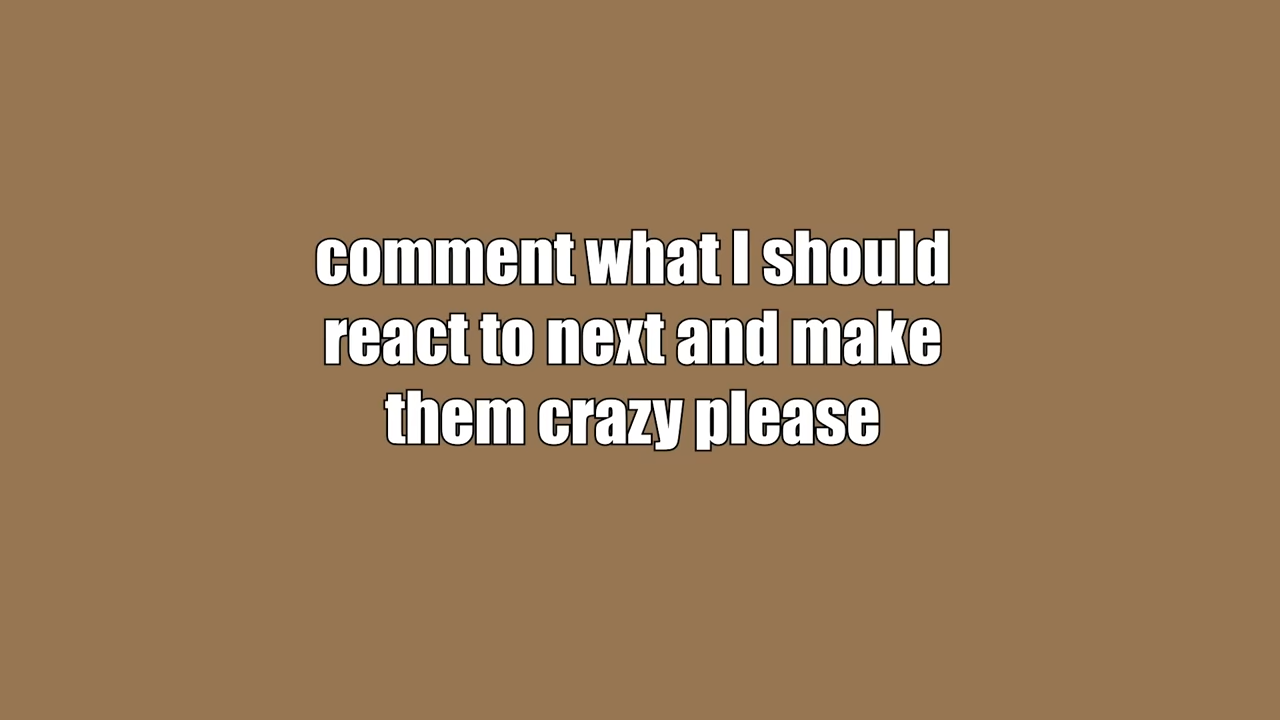 comment what I should
react to next and make
them crazy please